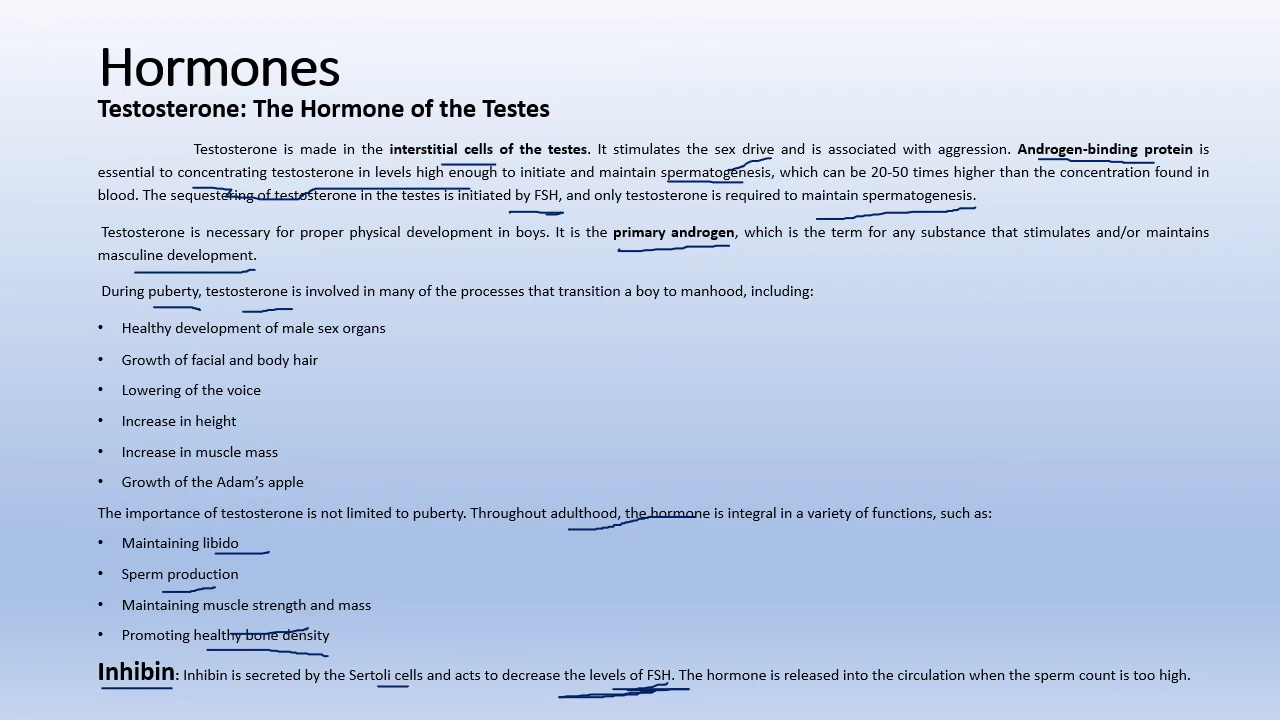 Hormones
Testosterone: The Hormone of the Testes
Testosterone is made in the interstitial cells of the testes. It stimulates the sex drive and is associated with aggression. Androgen-binding protein is
essential to concentrating testosterone in levels high enough to initiate and maintain spermatogenesis, which can be 20-50 times higher than the concentration found in
blood. The sequestering of testosterone in the testes is initiated by FSH, and only testosterone is required to maintain spermatogenesis.
Testosterone is necessary for proper physical development in boys. It is the primary androgen, which is the term for any substance that stimulates and/or maintains
masculine development.
During puberty, testosterone is involved in many of the processes that transition a boy to manhood, including:
• Healthy development of male sex organs
• Growth of facial and body hair
• Lowering of the voice
• Increase in height
• Increase in muscle mass
• Growth of the Adam’s apple
The importance of testosterone is not limited to puberty. Throughout adulthood, the hormone is integral in a variety of functions, such as:
• Maintaining libido
• Sperm production
• Maintaining muscle strength and mass
• Promoting healthy bone density
Inhibin: Inhibin is secreted by the Sertoli cells and acts to decrease the levels of FSH. The hormone is released into the circulation when the sperm count is too high.